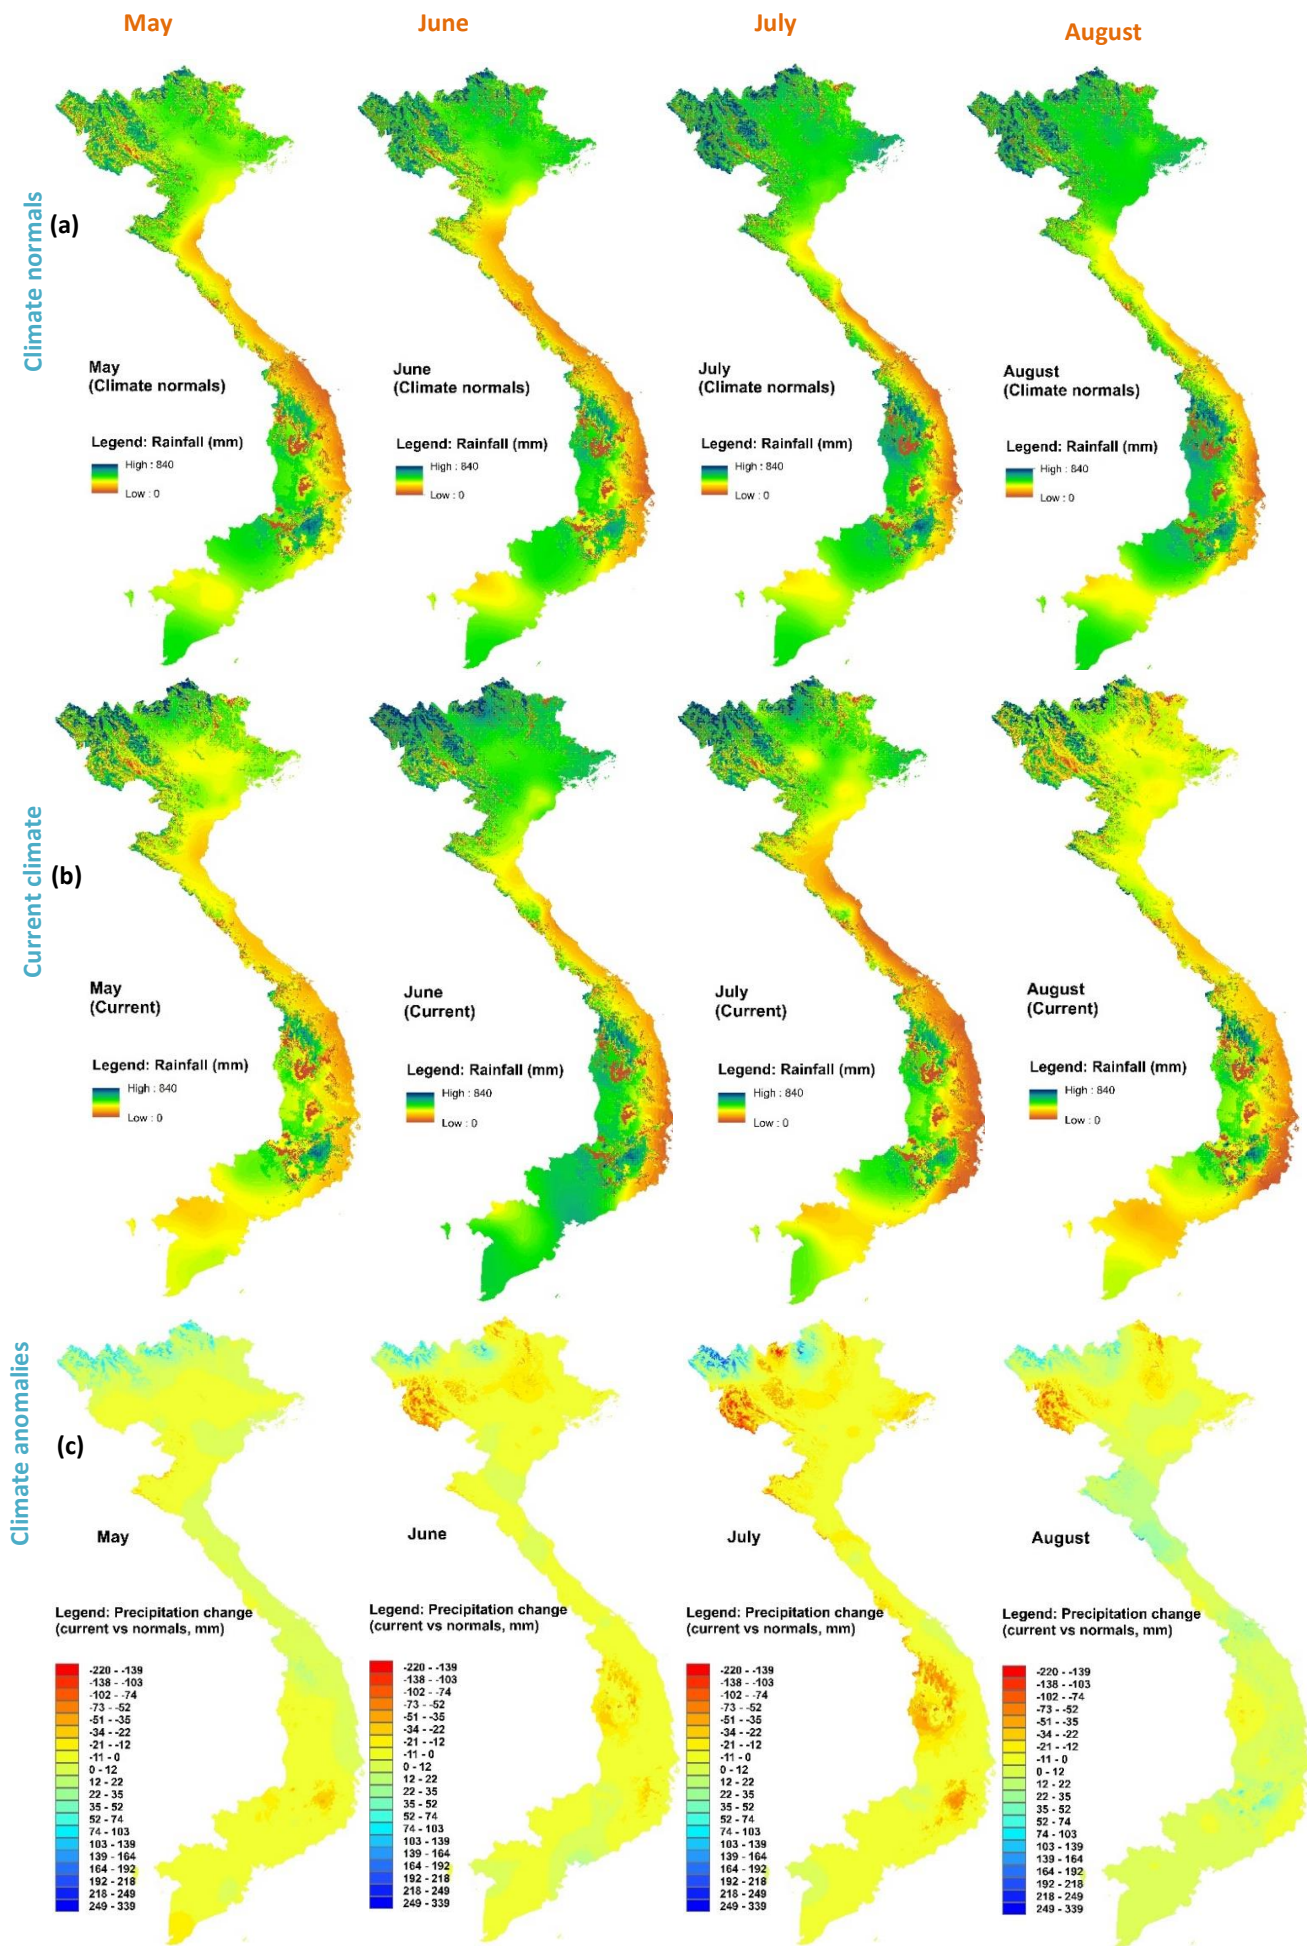 May
June
July
August
Climate normals
(a)
May
(Climate normals)
Legend: Rainfall (mm)
High : 840
Low : 0
June
(Climate normals)
Legend: Rainfall (mm)
High : 840
Low : 0
July
(Climate normals)
Legend: Rainfall (mm)
High : 840
Low : 0
August
(Climate normals)
Legend: Rainfall (mm)
High : 840
Low : 0
Current climate
(b)
May
(Current)
Legend: Rainfall (mm)
High : 840
Low : 0
June
(Current)
Legend: Rainfall (mm)
High : 840
Low : 0
July
(Current)
Legend: Rainfall (mm)
High : 840
Low : 0
August
(Current)
Legend: Rainfall (mm)
High : 840
Low : 0
Climate anomalies
(c)
May
Legend: Precipitation change
(current vs normals, mm)
-220 - -139
-138 - -103
-102 - -74
-73 - -52
-51 - -35
-34 - -22
-21 - -12
-11 - 0
0 - 12
12 - 22
22 - 35
35 - 52
52 - 74
74 - 103
103 - 139
139 - 164
164 - 192
192 - 218
218 - 249
249 - 339
June
Legend: Precipitation change
(current vs normals, mm)
-220 - -139
-138 - -103
-102 - -74
-73 - -52
-51 - -35
-34 - -22
-21 - -12
-11 - 0
0 - 12
12 - 22
22 - 35
35 - 52
52 - 74
74 - 103
103 - 139
139 - 164
164 - 192
192 - 218
218 - 249
249 - 339
July
Legend: Precipitation change
(current vs normals, mm)
-220 - -139
-138 - -103
-102 - -74
-73 - -52
-51 - -35
-34 - -22
-21 - -12
-11 - 0
0 - 12
12 - 22
22 - 35
35 - 52
52 - 74
74 - 103
103 - 139
139 - 164
164 - 192
192 - 218
218 - 249
249 - 339
August
Legend: Precipitation change
(current vs normals, mm)
-220 - -139
-138 - -103
-102 - -74
-73 - -52
-51 - -35
-34 - -22
-21 - -12
-11 - 0
0 - 12
12 - 22
22 - 35
35 - 52
52 - 74
74 - 103
103 - 139
139 - 164
164 - 192
192 - 218
218 - 249
249 - 339